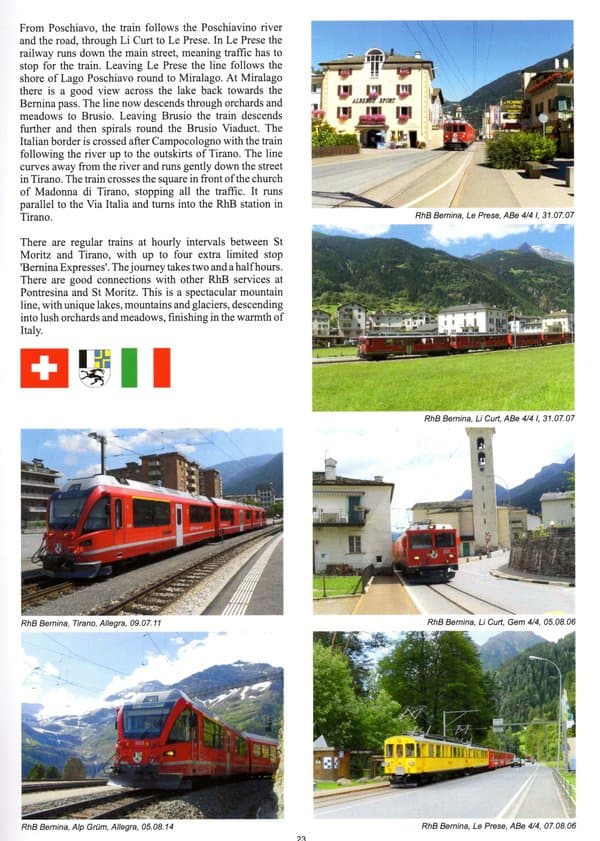 From Poschiavo, the train follows the Poschiavino river
and the road, through Li Curt to Le Prese. In Le Prese the
railway runs down the main street, meaning traffic has to
stop for the train. Leaving Le Prese the line follows the
shore of Lago Poschiavo round to Miralago. At Miralago
there is a good view across the lake back towards the
Bernina pass. The line now descends through orchards and
meadows to Brusio. Leaving Brusio the train descends
further and then spirals round the Brusio Viaduct. The
Italian border is crossed after Campocologno with the train
following the river up to the outskirts of Tirano. The line
curves away from the river and runs gently down the street
in Tirano. The train crosses the square in front of the church
of Madonna di Tirano, stopping all the traffic. It runs
parallel to the Via Italia and turns into the RhB station in
Tirano.
There are regular trains at hourly intervals between St
Moritz and Tirano, with up to four extra limited stop
'Bernina Expresses'. The journey takes two and a half hours.
There are good connections with other RhB services at
Pontresina and St Moritz. This is a spectacular mountain
line, with unique lakes, mountains and glaciers, descending
into lush orchards and meadows, finishing in the warmth of
Italy.
ALBERGO SPORT
RhB Bernina, Le Prese, ABe 4/4 I, 31.07.07
RhB Bernina, Li Curt, ABe 4/4 I, 31.07.07
RhB Bernina, Tirano, Allegra, 09.07.11
RhB Bernina, Li Curt, Gem 4/4, 05.08.06
RhB Bernina, Alp Grüm, Allegra, 05.08.14
RhB Bernina, Le Prese, ABe 4/4, 07.08.06
23